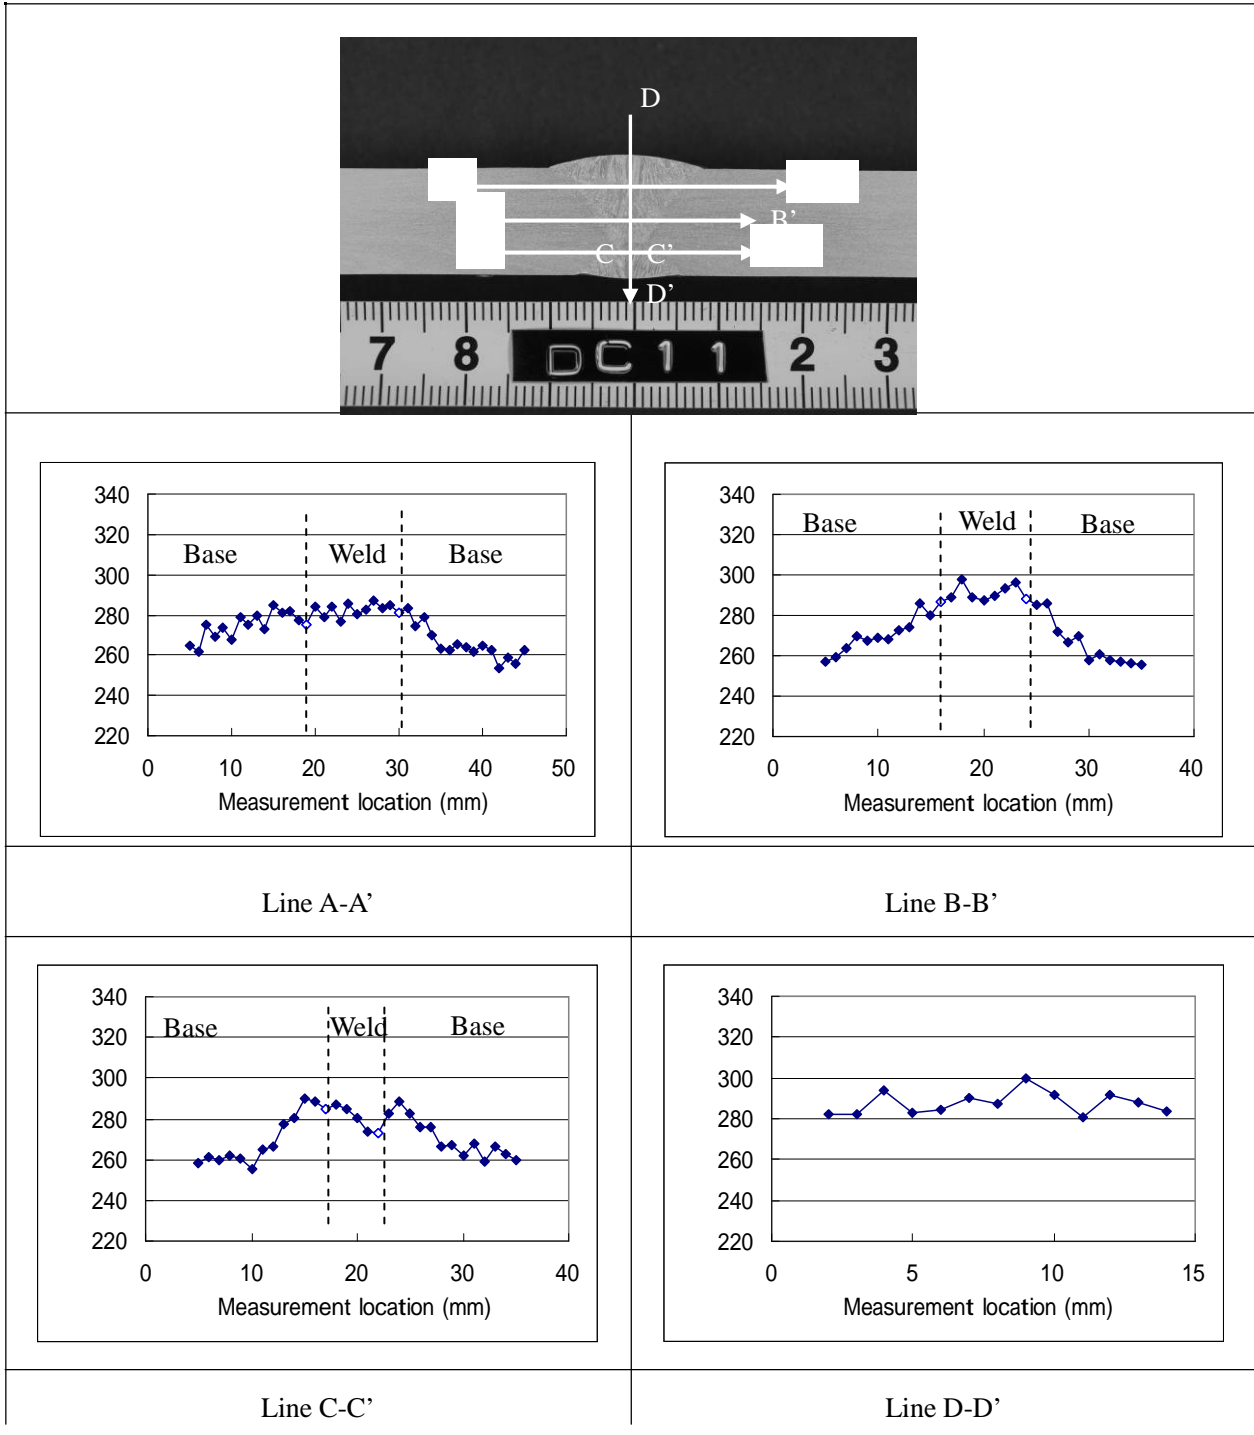 D
B’
C C’
D’
7 8 DC11 2 3
340
320
300
280
260
240
220
Base Weld Base
0 10 20 30 40 50
Measurement location (mm)
340
320
300
280
260
240
220
Base Weld Base
0 10 20 30 40
Measurement location (mm)
Line A-A’
Line B-B’
340
320
300
280
260
240
220
Base Weld Base
0 10 20 30 40
Measurement location (mm)
340
320
300
280
260
240
220
0 5 10 15
Measurement location (mm)
Line C-C’
Line D-D’